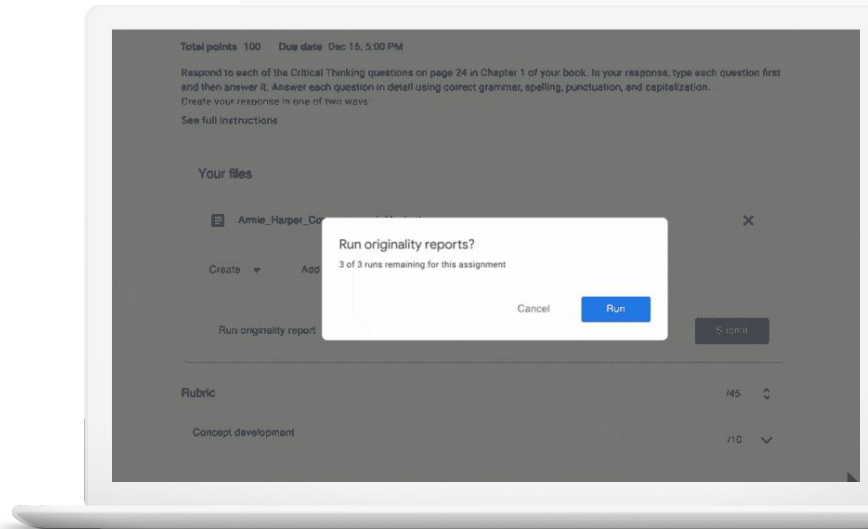 Total points 100 Due date Dec 16, 5:00 PM
Respond to each of the Critical Thinking questions on page 24 in Chapter 1 of your book. In your response, type each question first
and then answer it. Answer each question in detail using correct grammar, spelling, punctuation, and capitalization.
Create your response in one of two ways:
See full instructions
Your files
Armie_Harper_Co
Create Add
Run originality reports?
3 of 3 runs remaining for this assignment
Cancel Run
Run originality report Submit
Rubric /45
Concept development /10